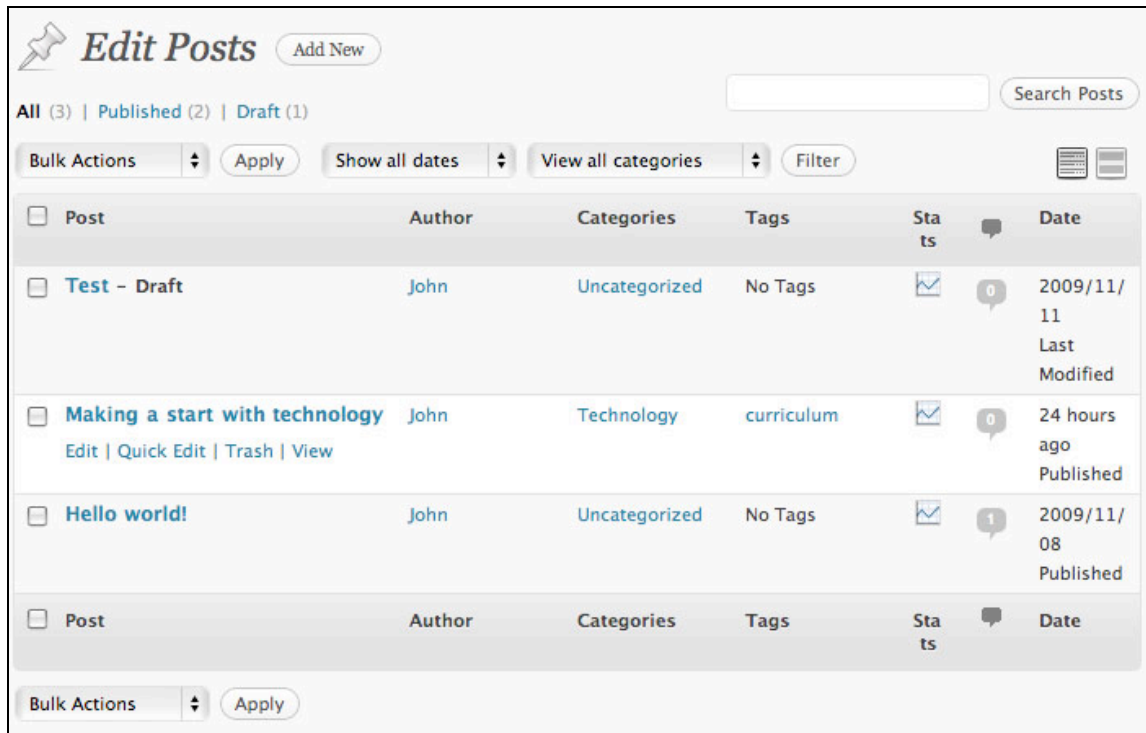 Edit Posts Add New
Search Posts
All (3) | Published (2) | Draft (1)
Bulk Actions Apply Show all dates View all categories Filter
Post Author Categories Tags Sta Date
ts
Test – Draft John Uncategorized No Tags 0 2009/11/
11
Last
Modified
Making a start with technology John Technology curriculum 0 24 hours
Edit | Quick Edit | Trash | View ago
Published
Hello world! John Uncategorized No Tags 1 2009/11/
08
Published
Post Author Categories Tags Sta Date
ts
Bulk Actions Apply